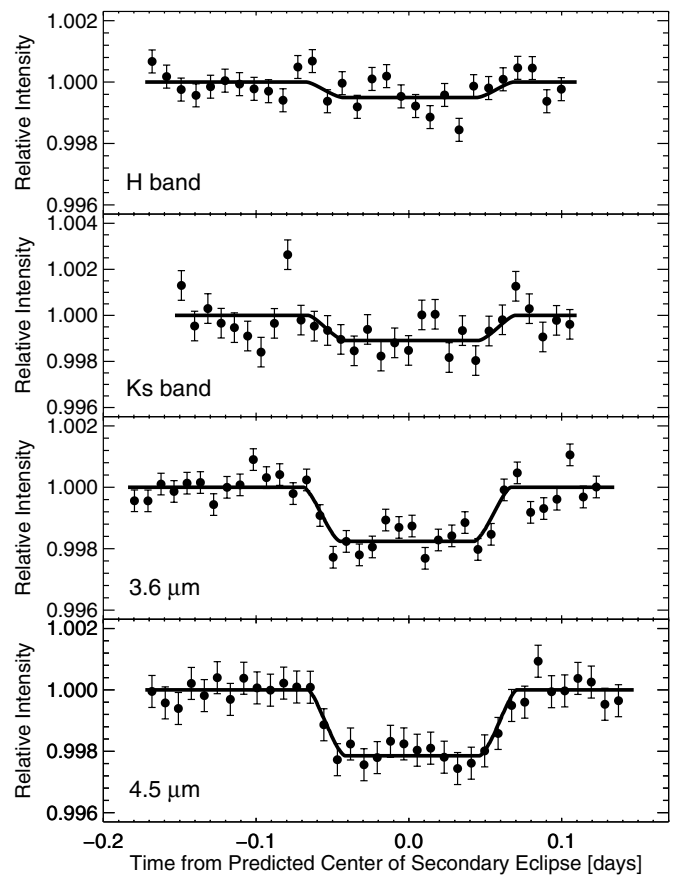 1.002
1.000
0.998
0.996
Relative Intensity
H band
1.004
1.002
1.000
0.998
0.996
Relative Intensity
Ks band
1.002
1.000
0.998
0.996
Relative Intensity
3.6 μm
1.002
1.000
0.998
0.996
Relative Intensity
4.5 μm
−0.2 −0.1 0.0 0.1
Time from Predicted Center of Secondary Eclipse [days]